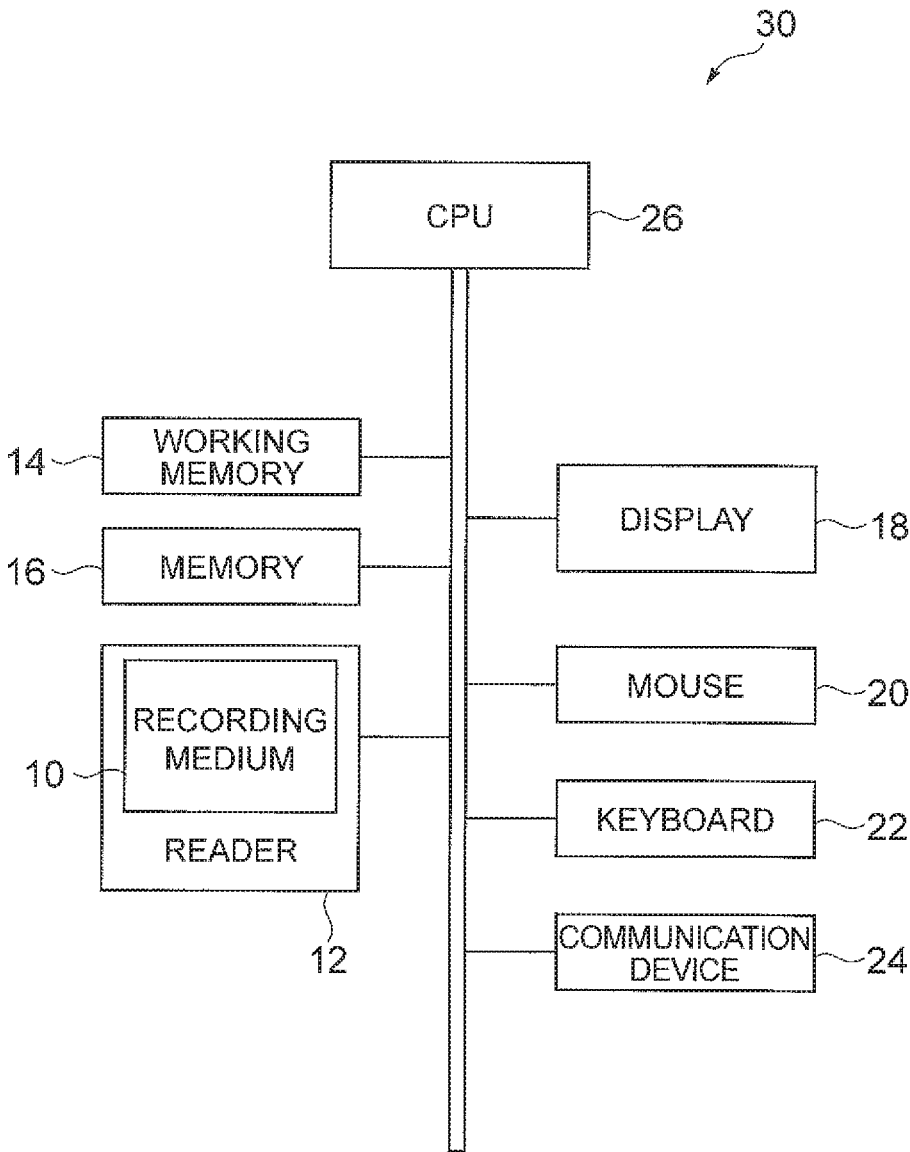 30
CPU
26
WORKING
MEMORY
14
DISPLAY
18
MEMORY
16
RECORDING
MEDIUM
10
READER
12
MOUSE
20
KEYBOARD
22
COMMUNICATION
DEVICE
24